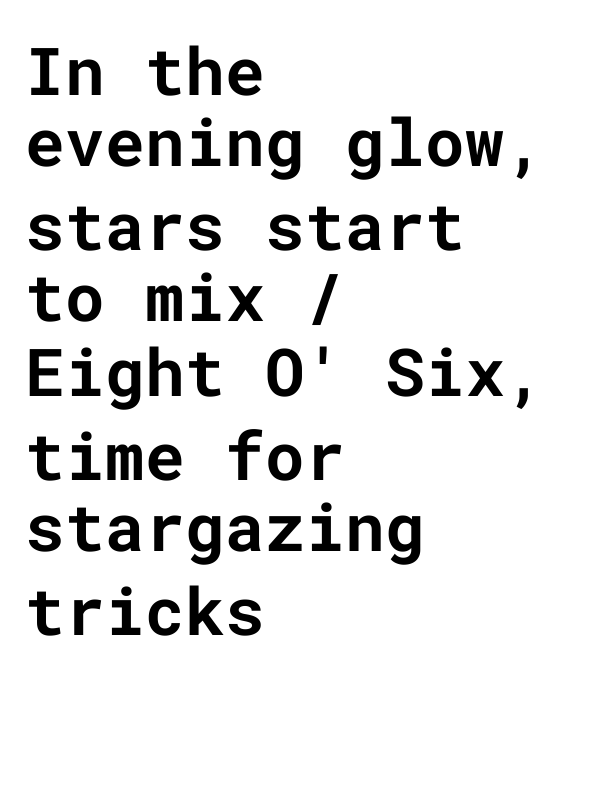 In the
evening glow,
stars start
to mix /
Eight O' Six,
time for
stargazing
tricks